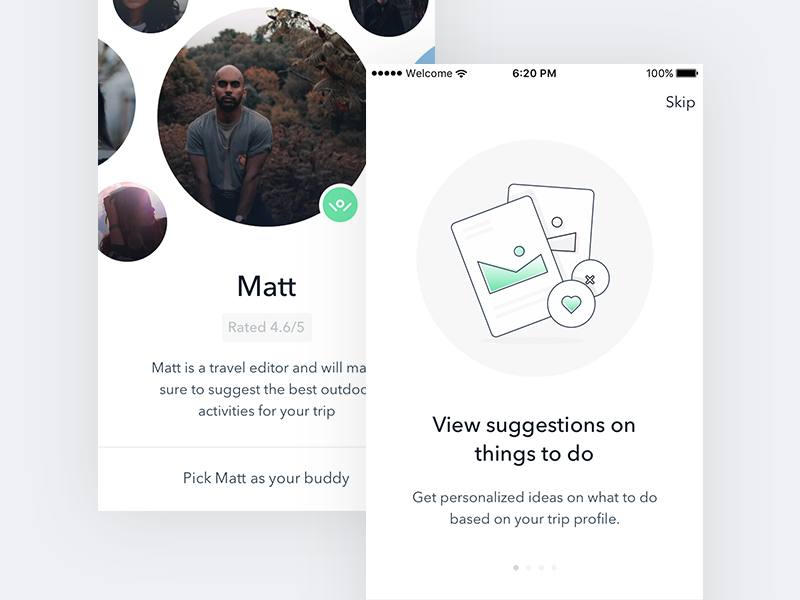 Matt
Rated 4.6/5
Matt is a travel editor and will ma
sure to suggest the best outdoo
activities for your trip
Pick Matt as your buddy
Welcome 6:20 PM 100%
Skip
View suggestions on
things to do
Get personalized ideas on what to do
based on your trip profile.